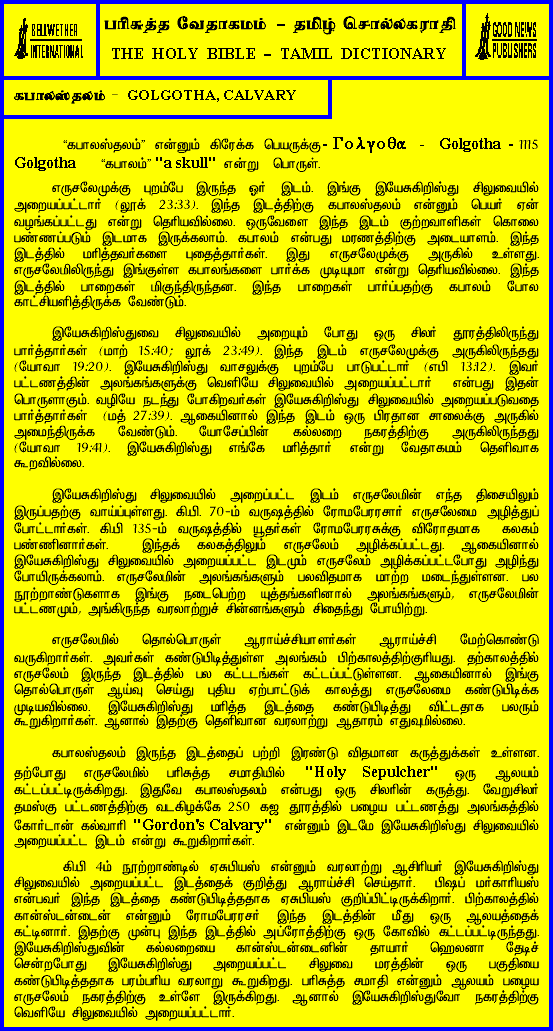 BELLWETHER
INTERNATIONAL
பரிசுத்த வேதாகமம் – தமிழ் சொல்லகராதி
THE HOLY BIBLE – TAMIL DICTIONARY
GOOD NEWS
PUBLISHERS
கபாலஸ்தலம் – GOLGOTHA, CALVARY
“கபாலஸ்தலம்” என்னும் கிரேக்க பெயருக்கு- Γολγοθα - Golgotha - 1115
Golgotha “கபாலம்” "a skull" என்று பொருள்.
எருசலேமுக்கு புறம்பே இருந்த ஓர் இடம். இங்கு இயேசுகிறிஸ்து சிலுவையில்
அறையப்பட்டார் (லூக் 23:33). இந்த இடத்திற்கு கபாலஸ்தலம் என்னும் பெயர் ஏன்
வழங்கப்பட்டது என்று தெரியவில்லை. ஒருவேளை இந்த இடம் குற்றவாளிகள் கொலை
பண்ணப்படும் இடமாக இருக்கலாம். கபாலம் என்பது மரணத்திற்கு அடையாளம். இந்த
இடத்தில் மரித்தவர்களை புதைத்தார்கள். இது எருசலேமுக்கு அருகில் உள்ளது.
எருசலேமிலிருந்து இங்குள்ள கபாலங்களை பார்க்க முடியுமா என்று தெரியவில்லை. இந்த
இடத்தில் பாறைகள் மிகுந்திருந்தன. இந்த பாறைகள் பார்ப்பதற்கு கபாலம் போல
காட்சியளித்திருக்க வேண்டும்.
இயேசுகிறிஸ்துவை சிலுவையில் அறையும் போது ஒரு சிலர் தூரத்திலிருந்து
பார்த்தார்கள் (மாற் 15:40; லூக் 23:49). இந்த இடம் எருசலேமுக்கு அருகிலிருந்தது
(யோவா 19:20). இயேசுகிறிஸ்து வாசலுக்கு புறம்பே பாடுபட்டார் (எபி 13:12). இவர்
பட்டணத்தின் அலங்கங்களுக்கு வெளியே சிலுவையில் அறையப்பட்டார் என்பது இதன்
பொருளாகும். வழியே நடந்து போகிறவர்கள் இயேசுகிறிஸ்து சிலுவையில் அறையப்படுவதை
பார்த்தார்கள் (மத் 27:39). ஆகையினால் இந்த இடம் ஒரு பிரதான சாலைக்கு அருகில்
அமைந்திருக்க வேண்டும். யோசேப்பின் கல்லறை நகரத்திற்கு அருகிலிருந்தது
(யோவா 19:41). இயேசுகிறிஸ்து எங்கே மரித்தார் என்று வேதாகமம் தெளிவாக
கூறவில்லை.
இயேசுகிறிஸ்து சிலுவையில் அறைப்பட்ட இடம் எருசலேமின் எந்த திசையிலும்
இருப்பதற்கு வாய்ப்புள்ளது. கி.பி. 70-ம் வருஷத்தில் ரோமபேரரசர் எருசலேமை அழித்துப்
போட்டார்கள். கிபி 135-ம் வருஷத்தில் யூதர்கள் ரோமபேரரசுக்கு விரோதமாக கலகம்
பண்ணினார்கள். இந்தக் கலகத்திலும் எருசலேம் அழிக்கப்பட்டது. ஆகையினால்
இயேசுகிறிஸ்து சிலுவையில் அறையப்பட்ட இடமும் எருசலேம் அழிக்கப்பட்டபோது அழிந்து
போயிருக்கலாம். எருசலேமின் அலங்கங்களும் பலவிதமாக மாற்ற மடைந்துள்ளன. பல
நூற்றாண்டுகளாக இங்கு நடைபெற்ற யுத்தங்களினால் அலங்கங்களும், எருசலேமின்
பட்டணமும், அங்கிருந்த வரலாற்றுச் சின்னங்களும் சிதைந்து போயிற்று.
எருசலேமில் தொல்பொருள் ஆராய்ச்சியாளர்கள் ஆராய்ச்சி மேற்கொண்டு
வருகிறார்கள். அவர்கள் கண்டுபிடித்துள்ள அலங்கம் பிற்காலத்திற்குரியது. தற்காலத்தில்
எருசலேம் இருந்த இடத்தில் பல கட்டடங்கள் கட்டப்பட்டுள்ளன. ஆகையினால் இங்கு
தொல்பொருள் ஆய்வு செய்து புதிய ஏற்பாட்டுக் காலத்து எருசலேமை கண்டுபிடிக்க
முடியவில்லை. இயேசுகிறிஸ்து மரித்த இடத்தை கண்டுபிடித்து விட்டதாக பலரும்
கூறுகிறார்கள். ஆனால் இதற்கு தெளிவான வரலாற்று ஆதாரம் எதுவுமில்லை.
கபாலஸ்தலம் இருந்த இடத்தைப் பற்றி இரண்டு விதமான கருத்துக்கள் உள்ளன.
தற்போது எருசலேமில் பரிசுத்த சமாதியில் "Holy Sepulcher" ஒரு ஆலயம்
கட்டப்பட்டிருக்கிறது. இதுவே கபாலஸ்தலம் என்பது ஒரு சிலரின் கருத்து. வேறுசிலர்
தமஸ்கு பட்டணத்திற்கு வடகிழக்கே 250 கஜ தூரத்தில் பழைய பட்டணத்து அலங்கத்தில்
கோர்டான் கல்வாரி "Gordon's Calvary" என்னும் இடமே இயேசுகிறிஸ்து சிலுவையில்
அறையப்பட்ட இடம் என்று கூறுகிறார்கள்.
கிபி 4ம் நூற்றாண்டில் ஏசுபியஸ் என்னும் வரலாற்று ஆசிரியர் இயேசுகிறிஸ்து
சிலுவையில் அறையப்பட்ட இடத்தைக் குறித்து ஆராய்ச்சி செய்தார். பிஷப் மர்காரியஸ்
என்பவர் இந்த இடத்தை கண்டுபிடித்ததாக ஏசுபியஸ் குறிப்பிட்டிருக்கிறார். பிற்காலத்தில்
கான்ஸ்டன்டைன் என்னும் ரோமபேரரசர் இந்த இடத்தின் மீது ஒரு ஆலயத்தைக்
கட்டினார். இதற்கு முன்பு இந்த இடத்தில் அப்ரோத்திற்கு ஒரு கோவில் கட்டப்பட்டிருந்தது.
இயேசுகிறிஸ்துவின் கல்லறையை கான்ஸ்டன்டைனின் தாயார் ஹெலனா தேடிச்
சென்றபோது இயேசுகிறிஸ்து அறையப்பட்ட சிலுவை மரத்தின் ஒரு பகுதியை
கண்டுபிடித்ததாக பரம்பரிய வரலாறு கூறுகிறது. பரிசுத்த சமாதி என்னும் ஆலயம் பழைய
எருசலேம் நகரத்திற்கு உள்ளே இருக்கிறது. ஆனால் இயேசுகிறிஸ்துவோ நகரத்திற்கு
வெளியே சிலுவையில் அறையப்பட்டார்.